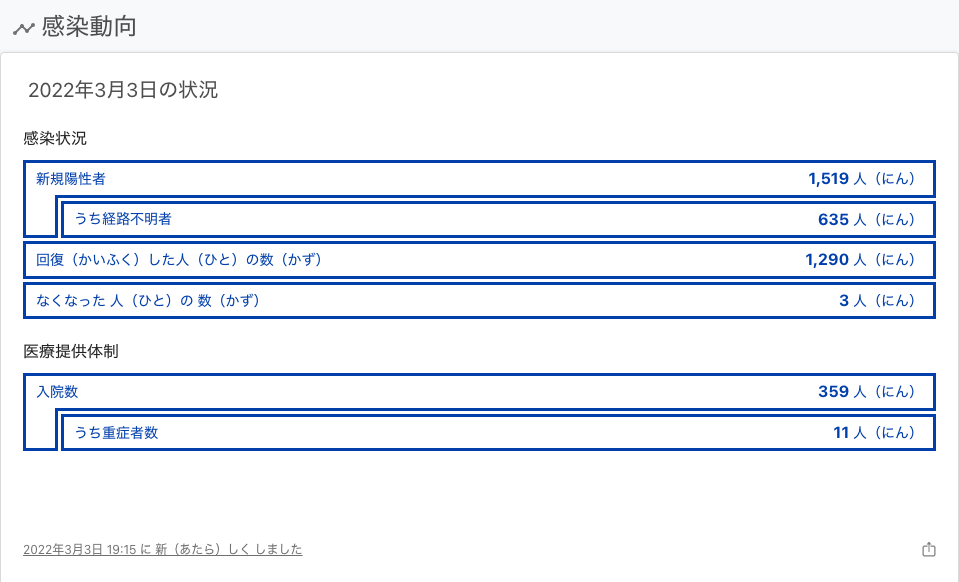 感染動向
2022年3月3日の状況
感染状況
新規陽性者 1,519 人（にん）
うち経路不明者 635 人（にん）
回復（かいふく）した人（ひと）の数（かず） 1,290 人（にん）
なくなった 人（ひと）の 数（かず） 3 人（にん）
医療提供体制
入院数 359 人（にん）
うち重症者数 11 人（にん）
2022年3月3日 19:15 に 新（あたら）しく しました